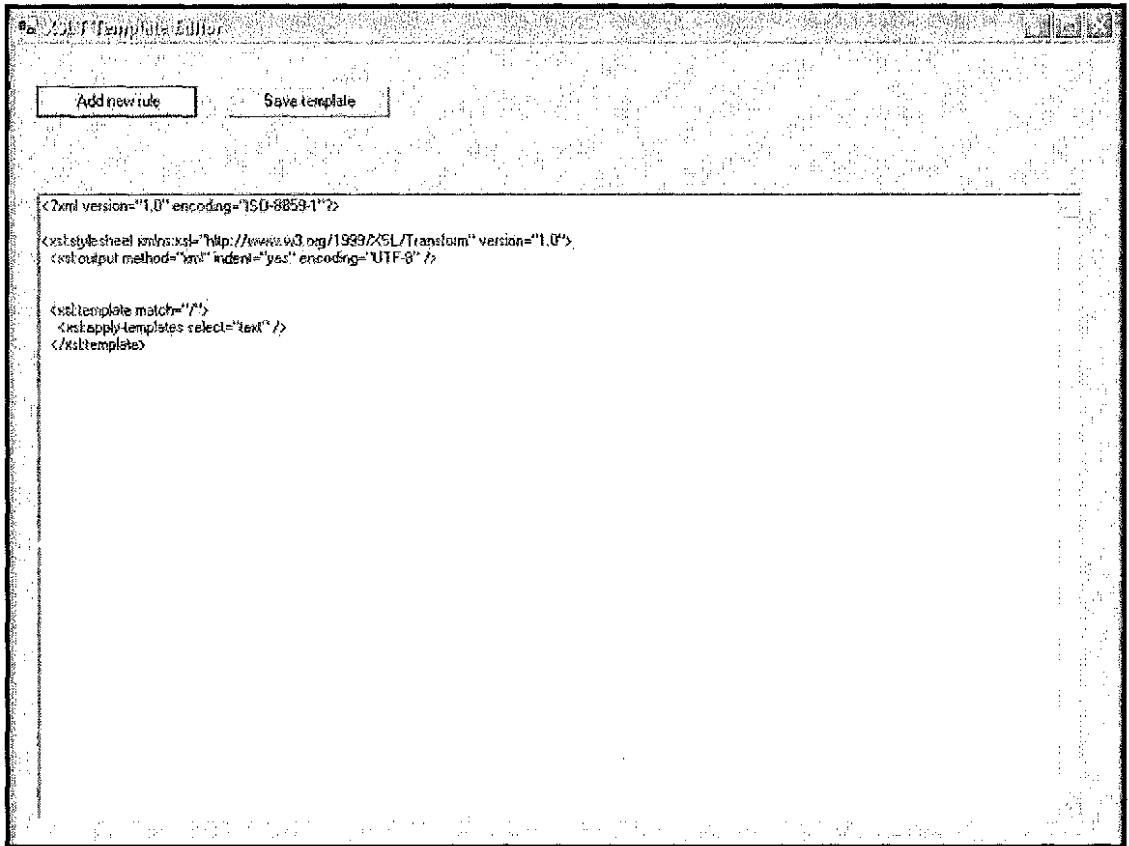 XSLT Template Editor
Add new rule
Save template
<?xml version="1.0" encoding="ISO-8859-1"?>
<xsl:stylesheet xmlns:xsl="http://www.w3.org/1999/XSL/Transform" version="1.0">
<xsl:output method="xml" indent="yes" encoding="UTF-8" />
<xsl:template match="/">
<xsl:apply-templates select="text" />
</xsl:template>